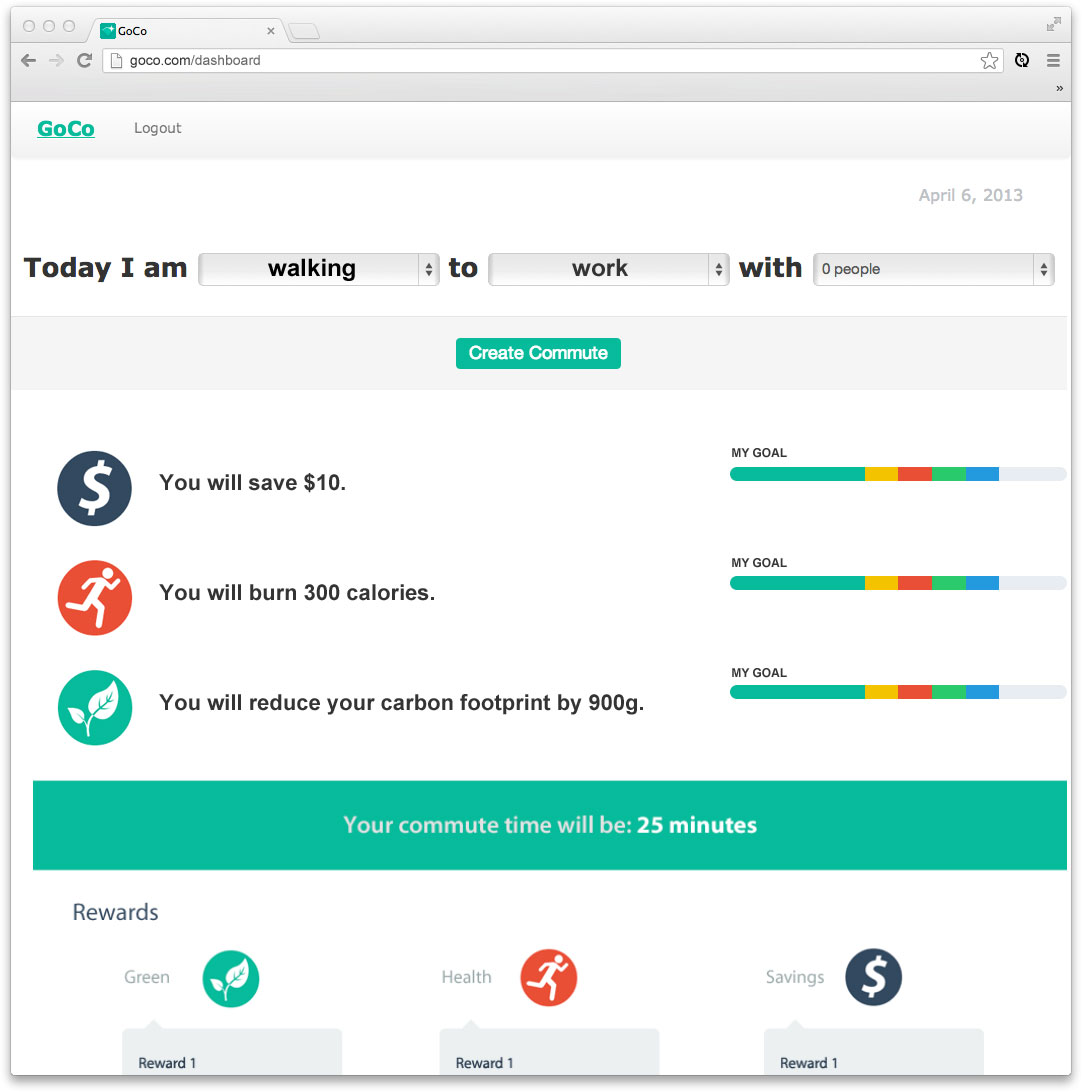 GoCo
goco.com/dashboard
»
GoCo Logout
April 6, 2013
Today I am walking to work with 0 people
Create Commute
$ You will save $10.
MY GOAL
You will burn 300 calories.
MY GOAL
You will reduce your carbon footprint by 900g.
MY GOAL
Your commute time will be: 25 minutes
Rewards
Green Health Savings $
Reward 1 Reward 1 Reward 1